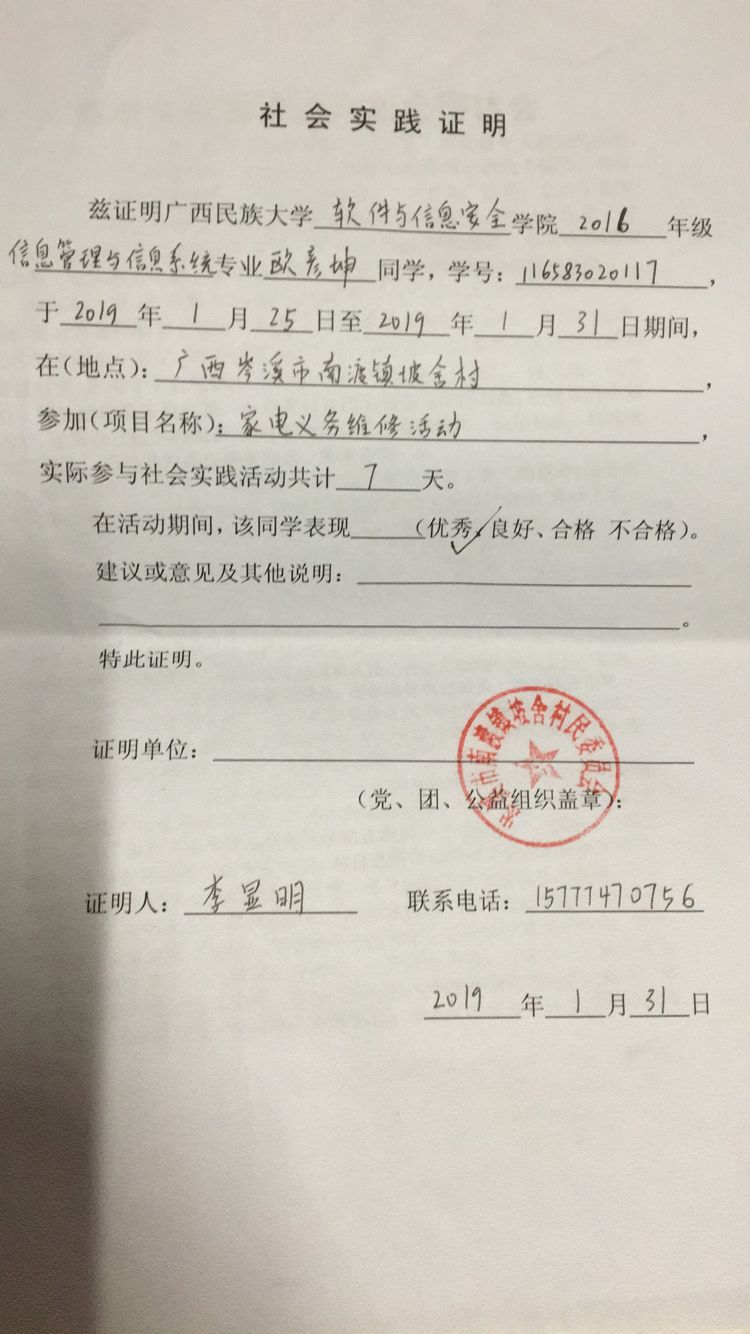 社会实践证明
兹证明广西民族大学 软件与信息安全 学院 2016 年级
信息管理与信息系统专业 欧彦坤 同学，学号：116583020117，
于 2019 年 1 月 25 日至 2019 年 1 月 31 日期间，
在（地点）：广西岑溪市南渡镇坡舍村，
参加（项目名称）：家电义务维修活动，
实际参与社会实践活动共计 7 天。
在活动期间，该同学表现（优秀、良好、合格 不合格）。
建议或意见及其他说明：
。
特此证明。
证明单位：
岑溪市南渡镇坡舍村民委员会
（党、团、公益组织盖章）：
证明人：李显明 联系电话：15777470756
2019 年 1 月 31 日